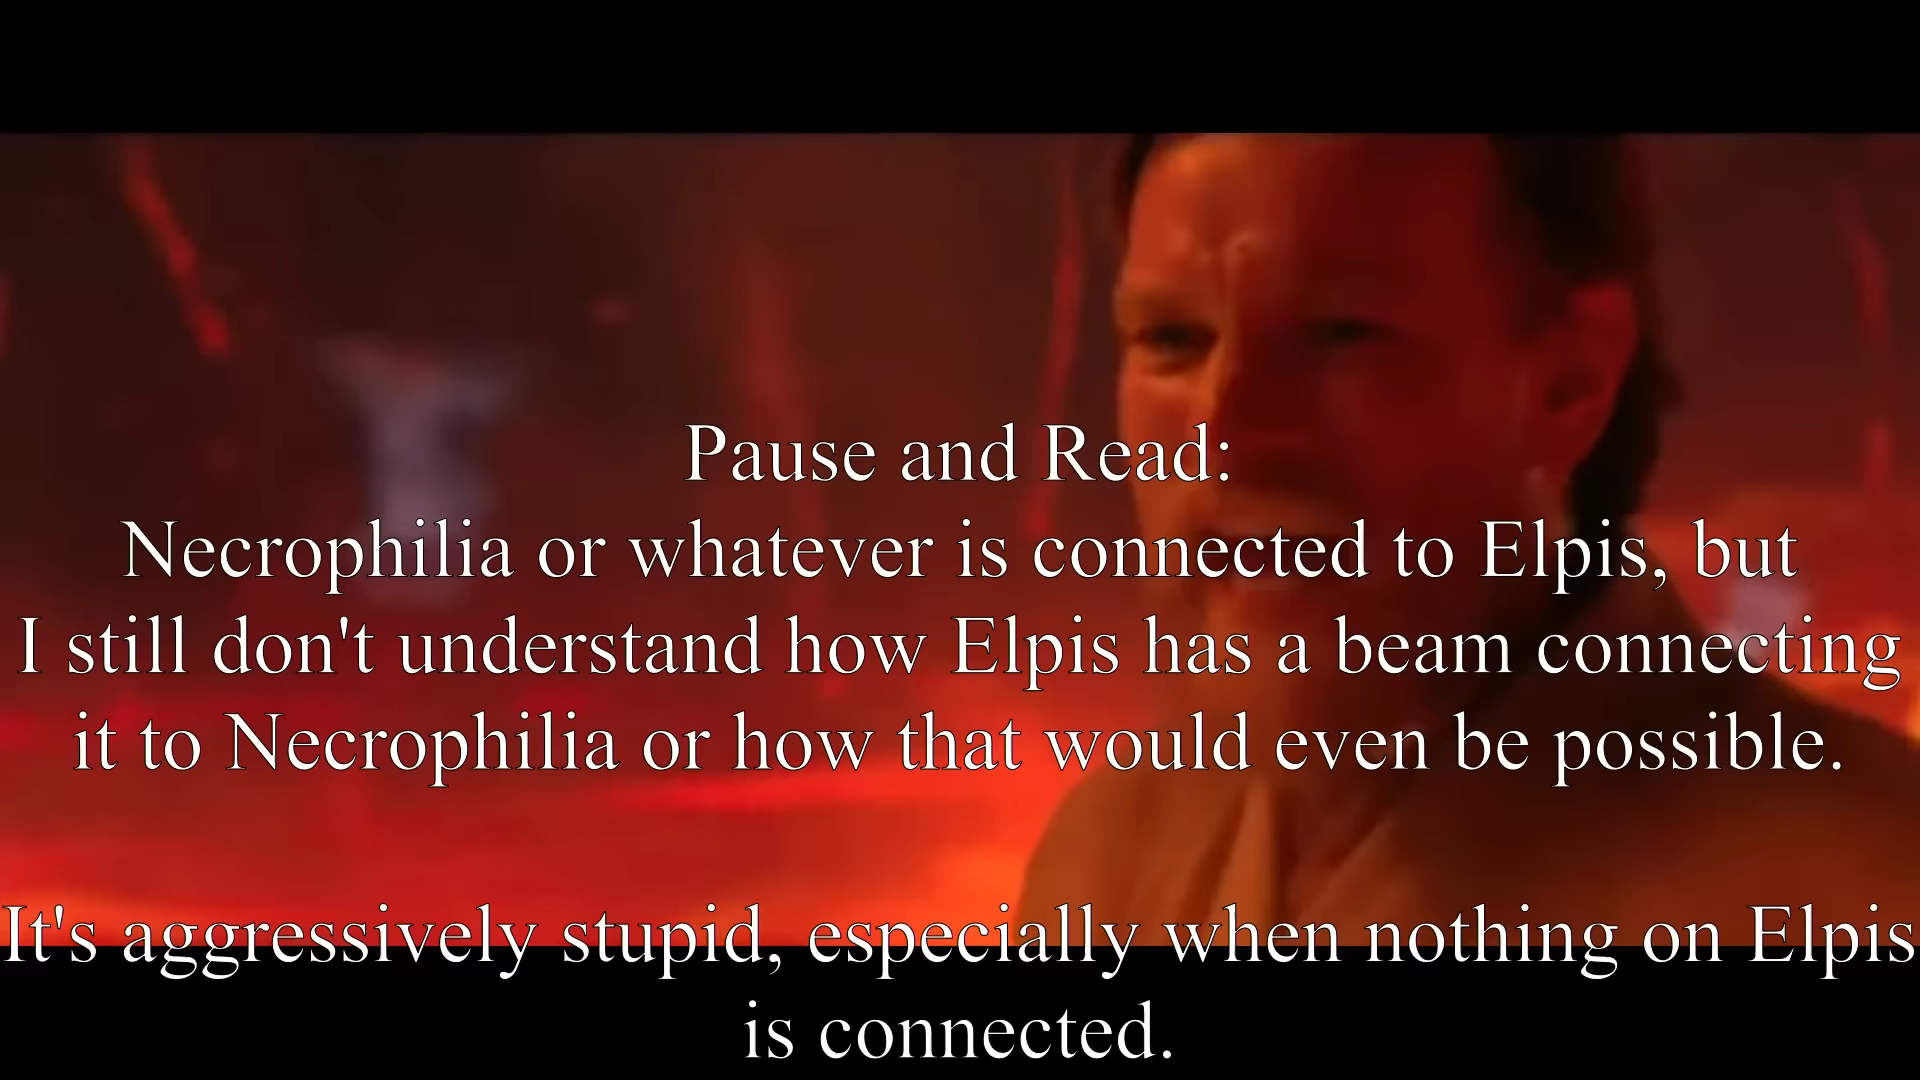 Pause and Read:
Necrophilia or whatever is connected to Elpis, but
I still don't understand how Elpis has a beam connecting
it to Necrophilia or how that would even be possible.
It's aggressively stupid, especially when nothing on Elpis
is connected.